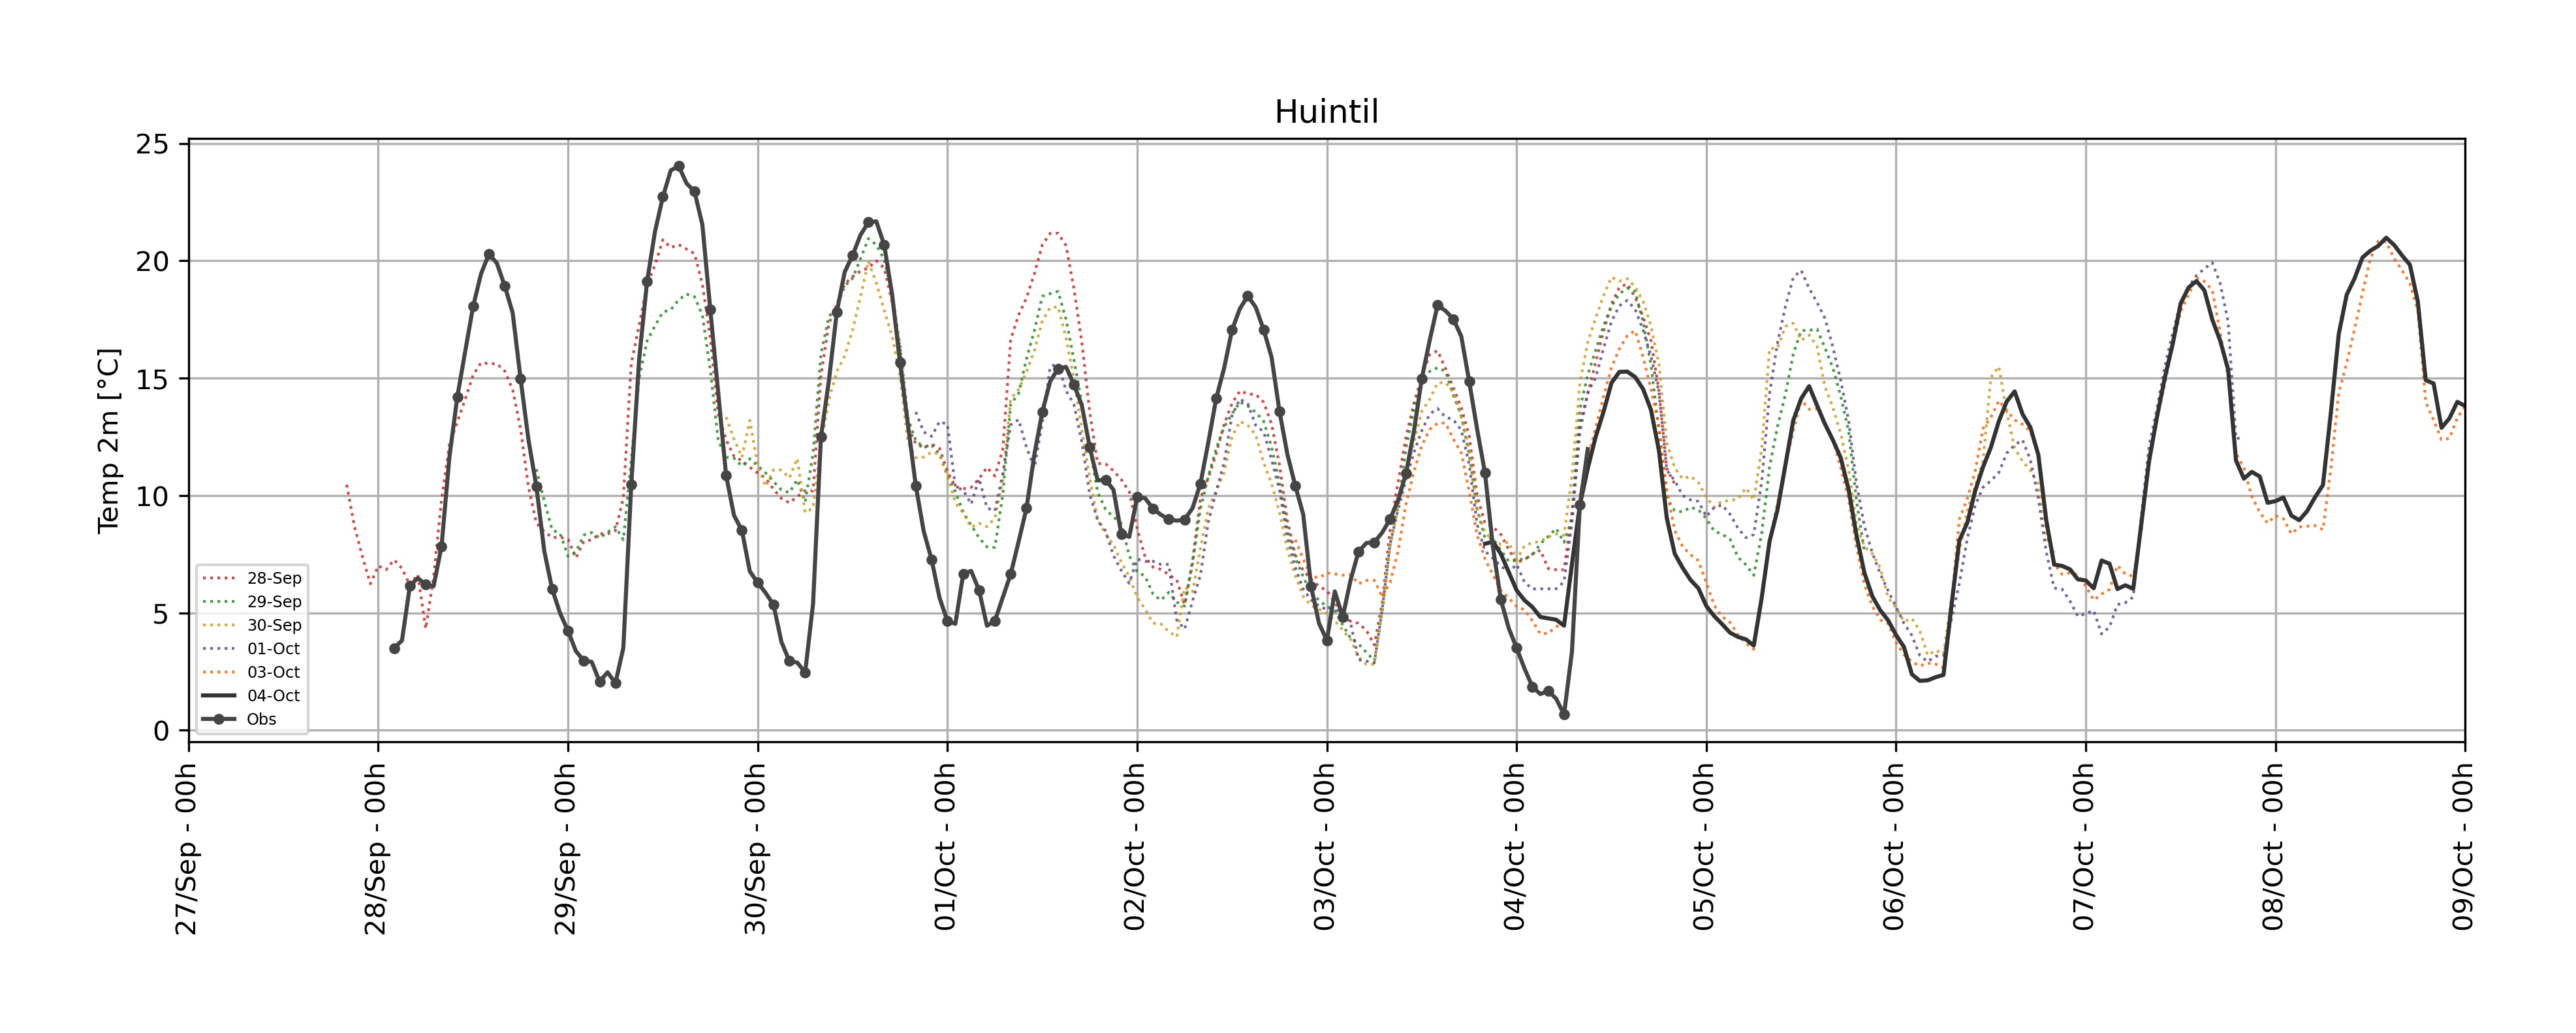 Huintil
Temp 2m [°C]
25
20
15
10
5
0
28-Sep
29-Sep
30-Sep
01-Oct
03-Oct
04-Oct
Obs
27/Sep - 00h
28/Sep - 00h
29/Sep - 00h
30/Sep - 00h
01/Oct - 00h
02/Oct - 00h
03/Oct - 00h
04/Oct - 00h
05/Oct - 00h
06/Oct - 00h
07/Oct - 00h
08/Oct - 00h
09/Oct - 00h